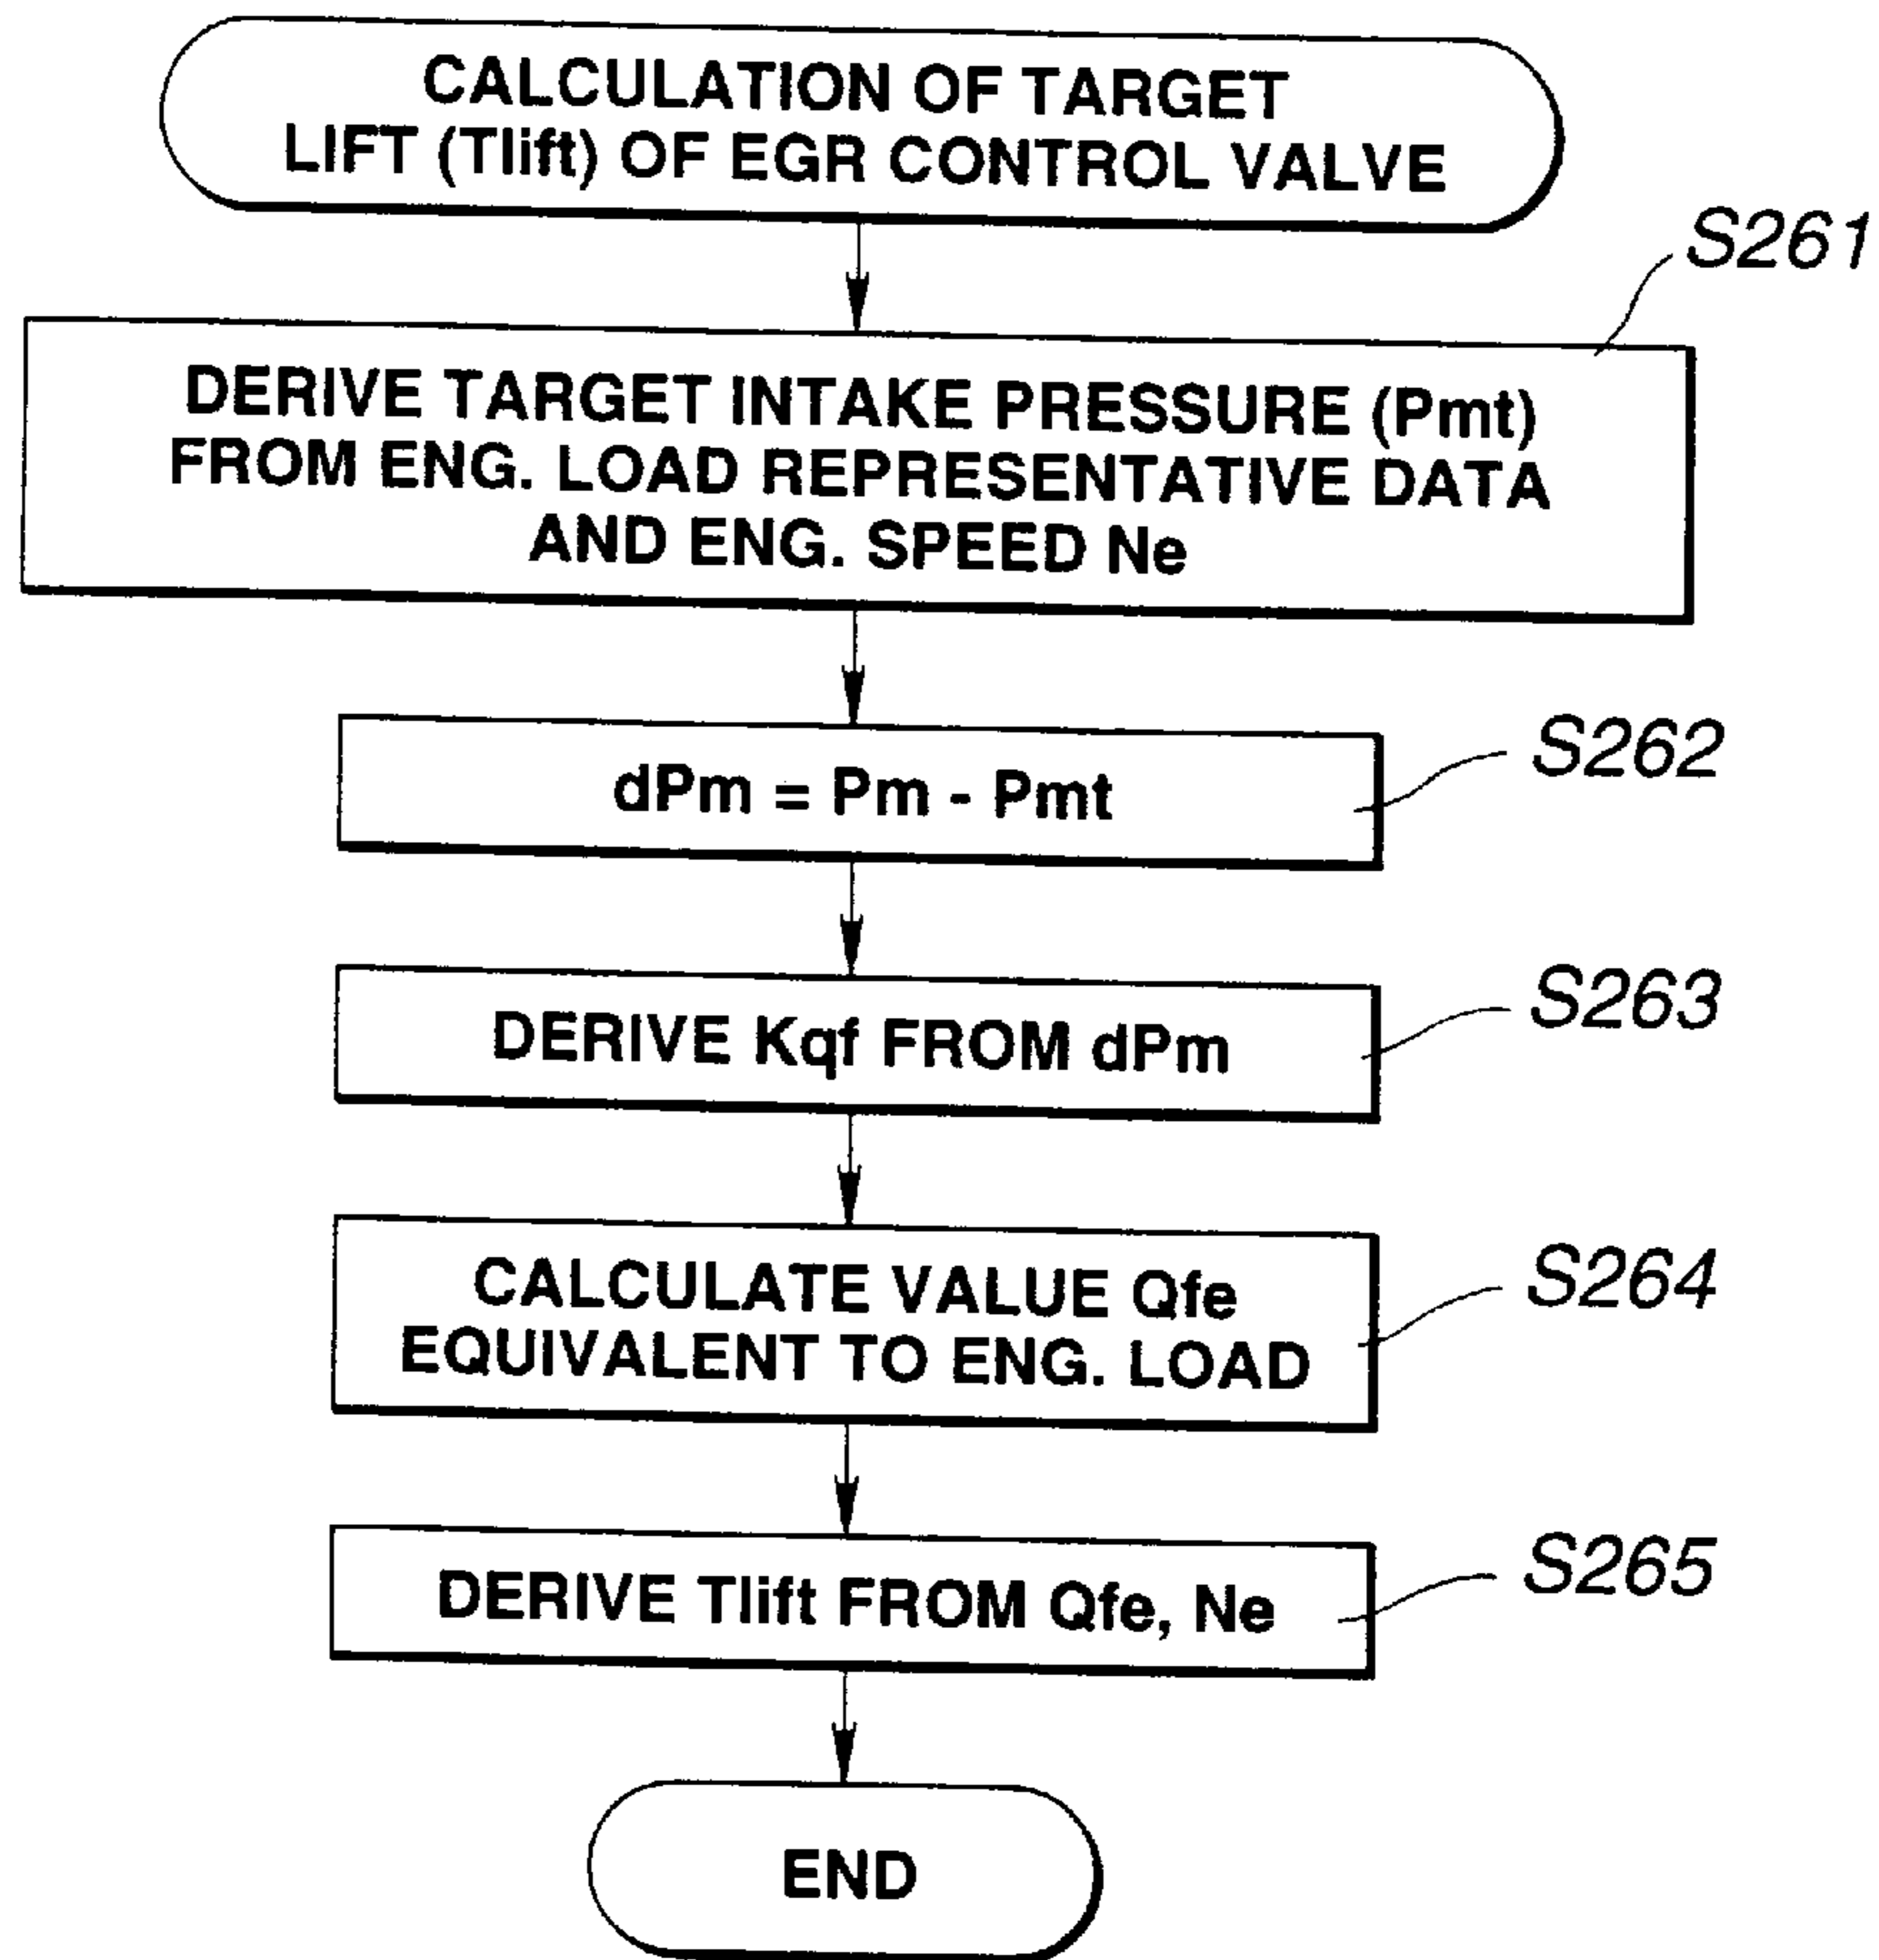 CALCULATION OF TARGET
LIFT (Tlift) OF EGR CONTROL VALVE
S261
DERIVE TARGET INTAKE PRESSURE (Pmt)
FROM ENG. LOAD REPRESENTATIVE DATA
AND ENG. SPEED Ne
S262
dPm = Pm - Pmt
S263
DERIVE Kqf FROM dPm
S264
CALCULATE VALUE Qfe
EQUIVALENT TO ENG. LOAD
S265
DERIVE Tlift FROM Qfe, Ne
END